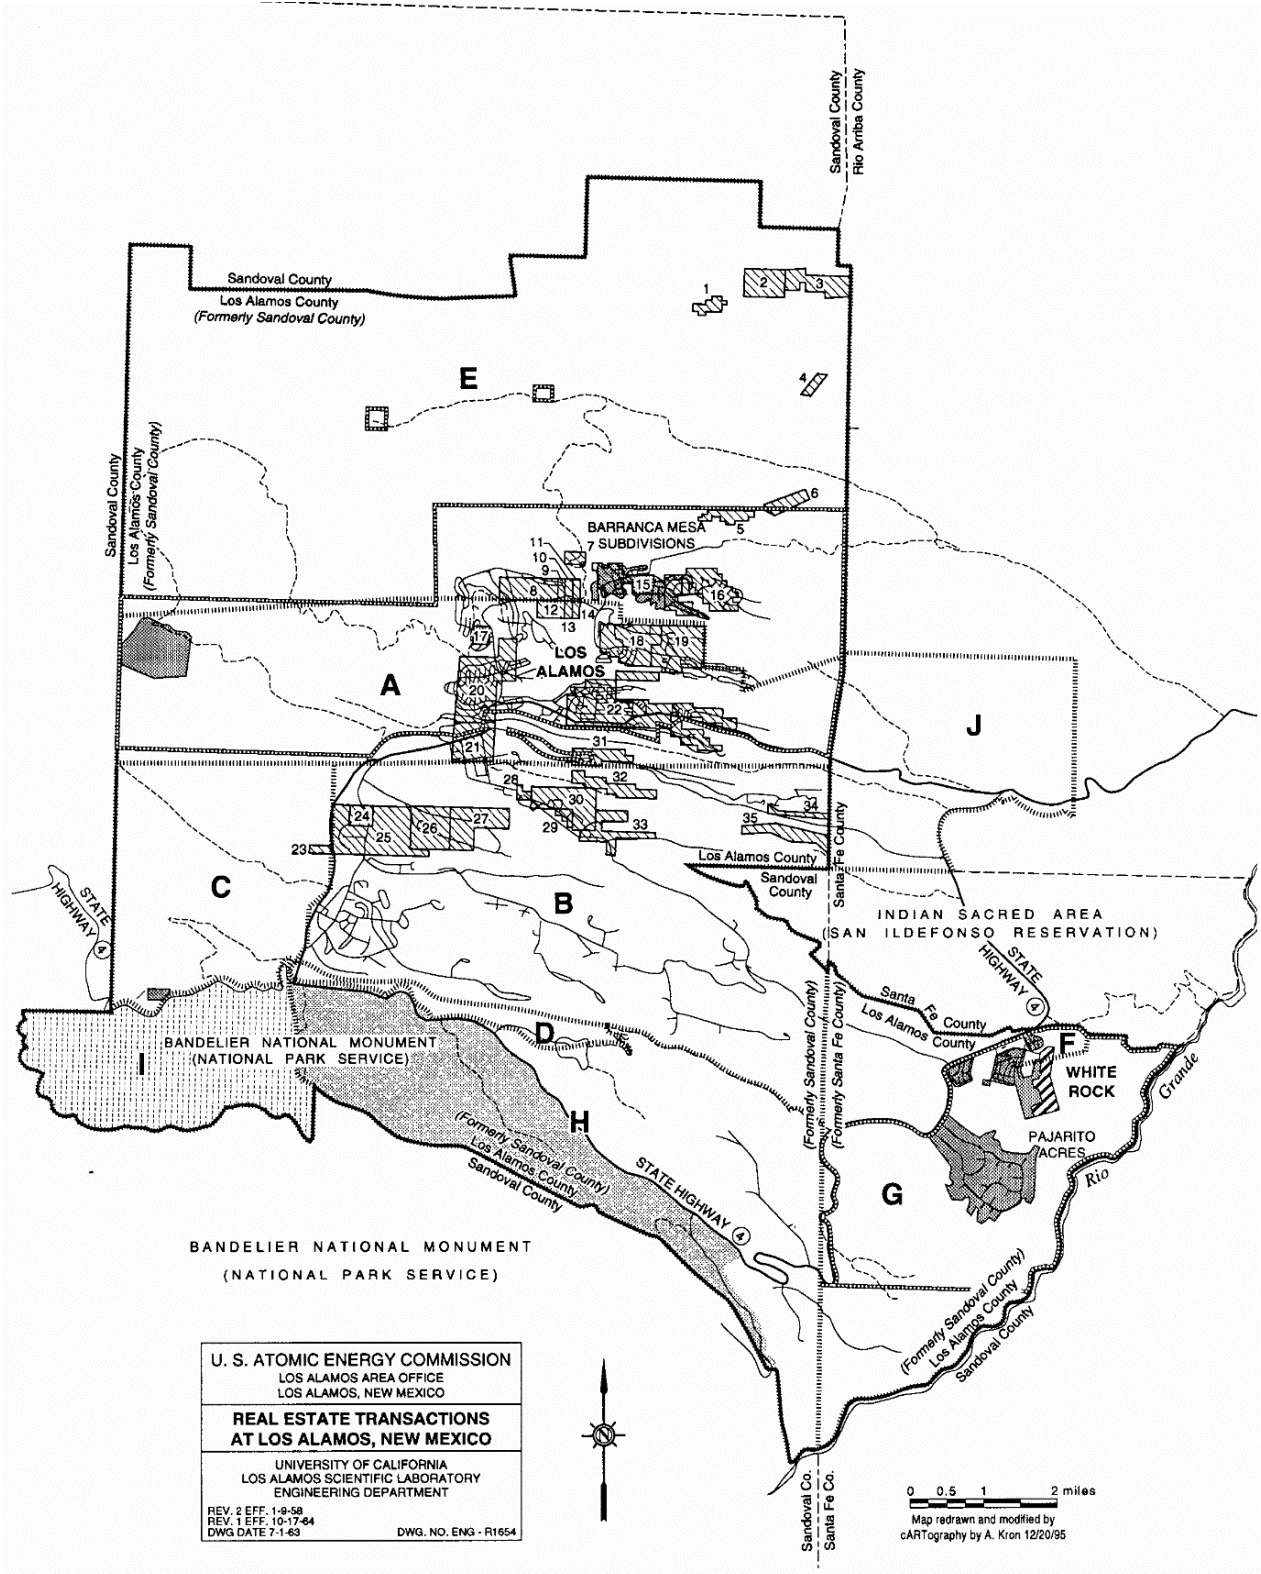 Sandoval County
Rio Arriba County
Sandoval County
Los Alamos County
(Formerly Sandoval County)
1
2
3
E
4
Sandoval County
Los Alamos County
(Formerly Sandoval County)
6
5
BARRANCA MESA
SUBDIVISIONS
7
11
10
9
8
15
16
12
14
13
17
18
19
LOS
ALAMOS
A
20
22
J
21
31
28
32
30
24
27
26
25
29
33
34
35
23
Los Alamos County
Sandoval
County
Santa Fe County
C
B
STATE
HIGHWAY
4
INDIAN SACRED AREA
(SAN ILDEFONSO RESERVATION)
STATE
HIGHWAY
4
Santa Fe County
Los Alamos County
(Formerly Sandoval County)
(Formerly Santa Fe County)
D
F
I
BANDELIER NATIONAL MONUMENT
(NATIONAL PARK SERVICE)
WHITE
ROCK
Grande
H
(Formerly Sandoval County)
Los Alamos County
Sandoval County
PAJARITO
ACRES
Rio
STATE HIGHWAY
4
G
BANDELIER NATIONAL MONUMENT
(NATIONAL PARK SERVICE)
(Formerly Sandoval County)
Los Alamos County
Sandoval County
U. S. ATOMIC ENERGY COMMISSION
LOS ALAMOS AREA OFFICE
LOS ALAMOS, NEW MEXICO
REAL ESTATE TRANSACTIONS
AT LOS ALAMOS, NEW MEXICO
UNIVERSITY OF CALIFORNIA
LOS ALAMOS SCIENTIFIC LABORATORY
ENGINEERING DEPARTMENT
REV. 2 EFF. 1-9-58
REV. 1 EFF. 10-17-64
DWG DATE 7-1-63 DWG. NO. ENG - R1654
N
Sandoval Co.
Santa Fe Co.
0 0.5 1 2 miles
Map redrawn and modified by
cARTography by A. Kron 12/20/95